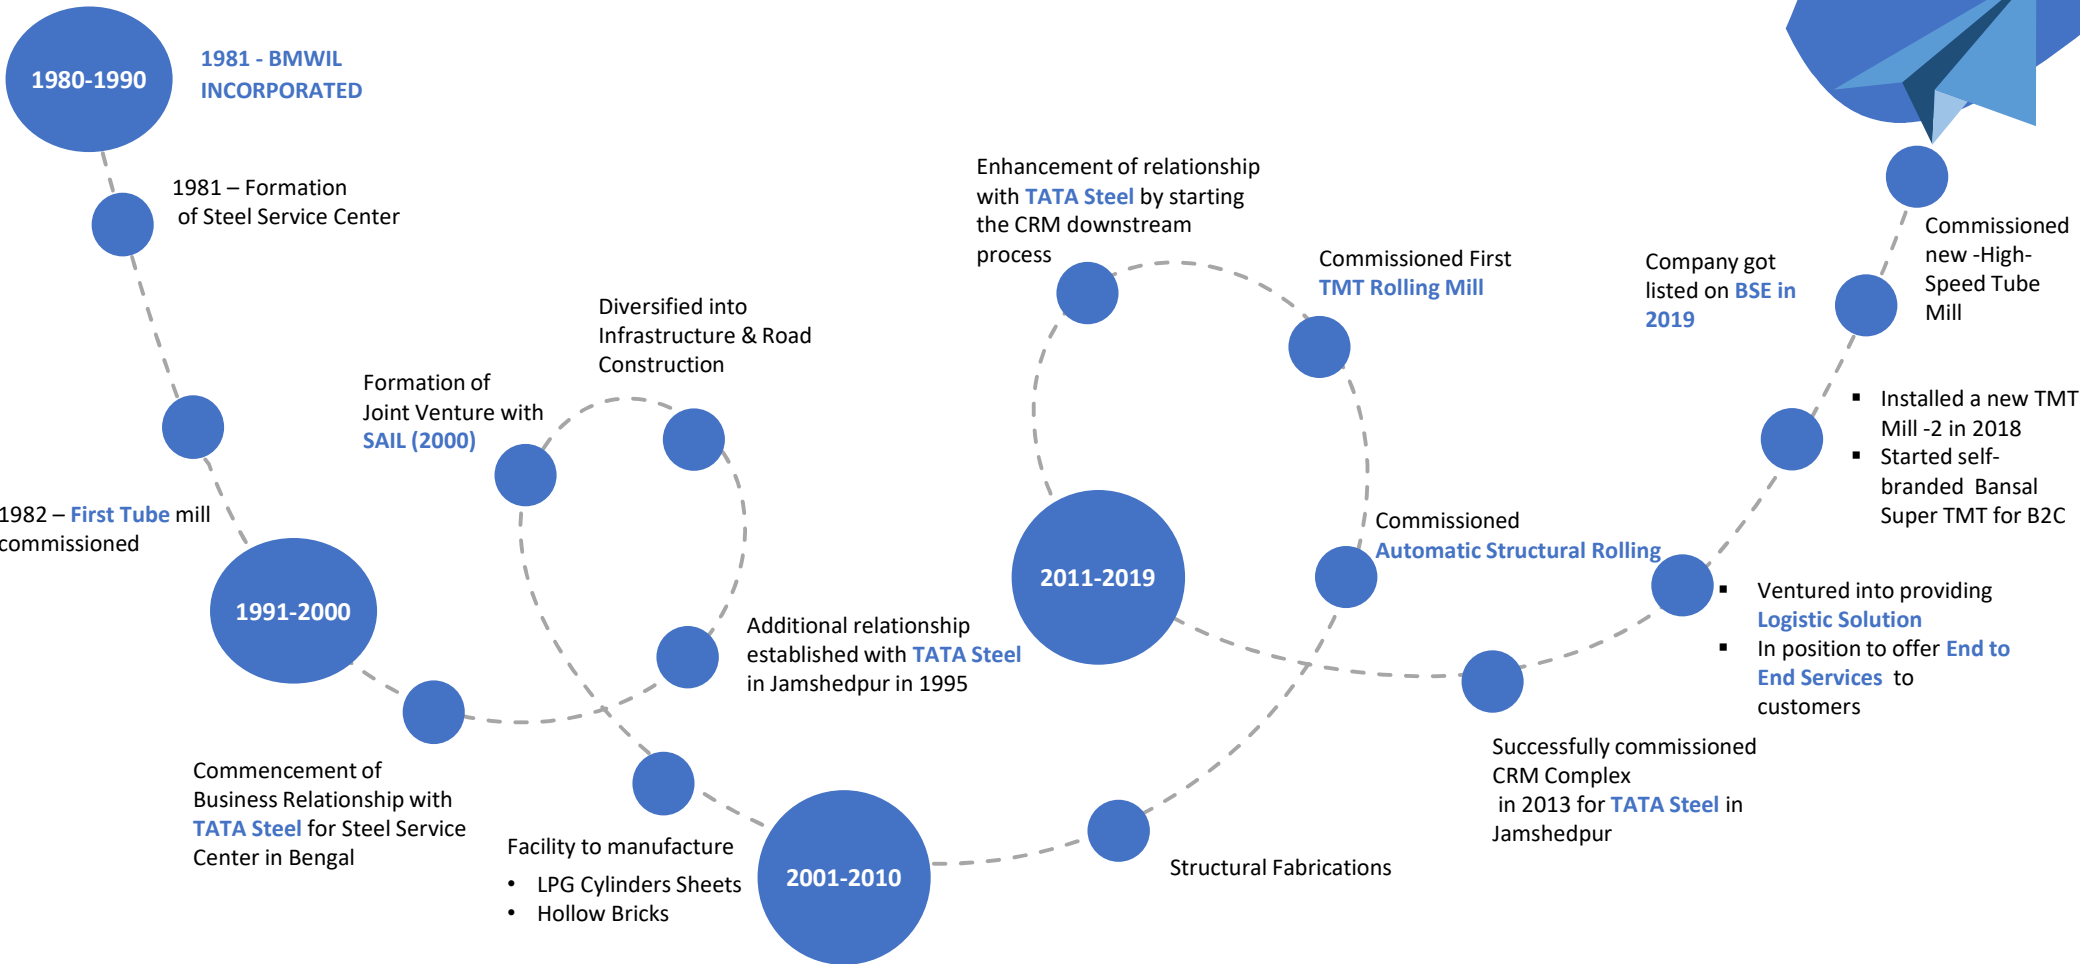 1980-1990
1981 - BMWIL
INCORPORATED
1981 – Formation
of Steel Service Center
1982 – First Tube mill
commissioned
1991-2000
Commencement of
Business Relationship with
TATA Steel for Steel Service
Center in Bengal
Additional relationship
established with TATA Steel
in Jamshedpur in 1995
Diversified into
Infrastructure & Road
Construction
Formation of
Joint Venture with
SAIL (2000)
Facility to manufacture
• LPG Cylinders Sheets
• Hollow Bricks
2001-2010
Structural Fabrications
Commissioned
Automatic Structural Rolling
Commissioned First
TMT Rolling Mill
Enhancement of relationship
with TATA Steel by starting
the CRM downstream
process
2011-2019
Successfully commissioned
CRM Complex
in 2013 for TATA Steel in
Jamshedpur
▪ Ventured into providing
Logistic Solution
▪ In position to offer End to
End Services to
customers
▪ Installed a new TMT
Mill -2 in 2018
▪ Started self-
branded Bansal
Super TMT for B2C
Company got
listed on BSE in
2019
Commissioned
new -High-
Speed Tube
Mill